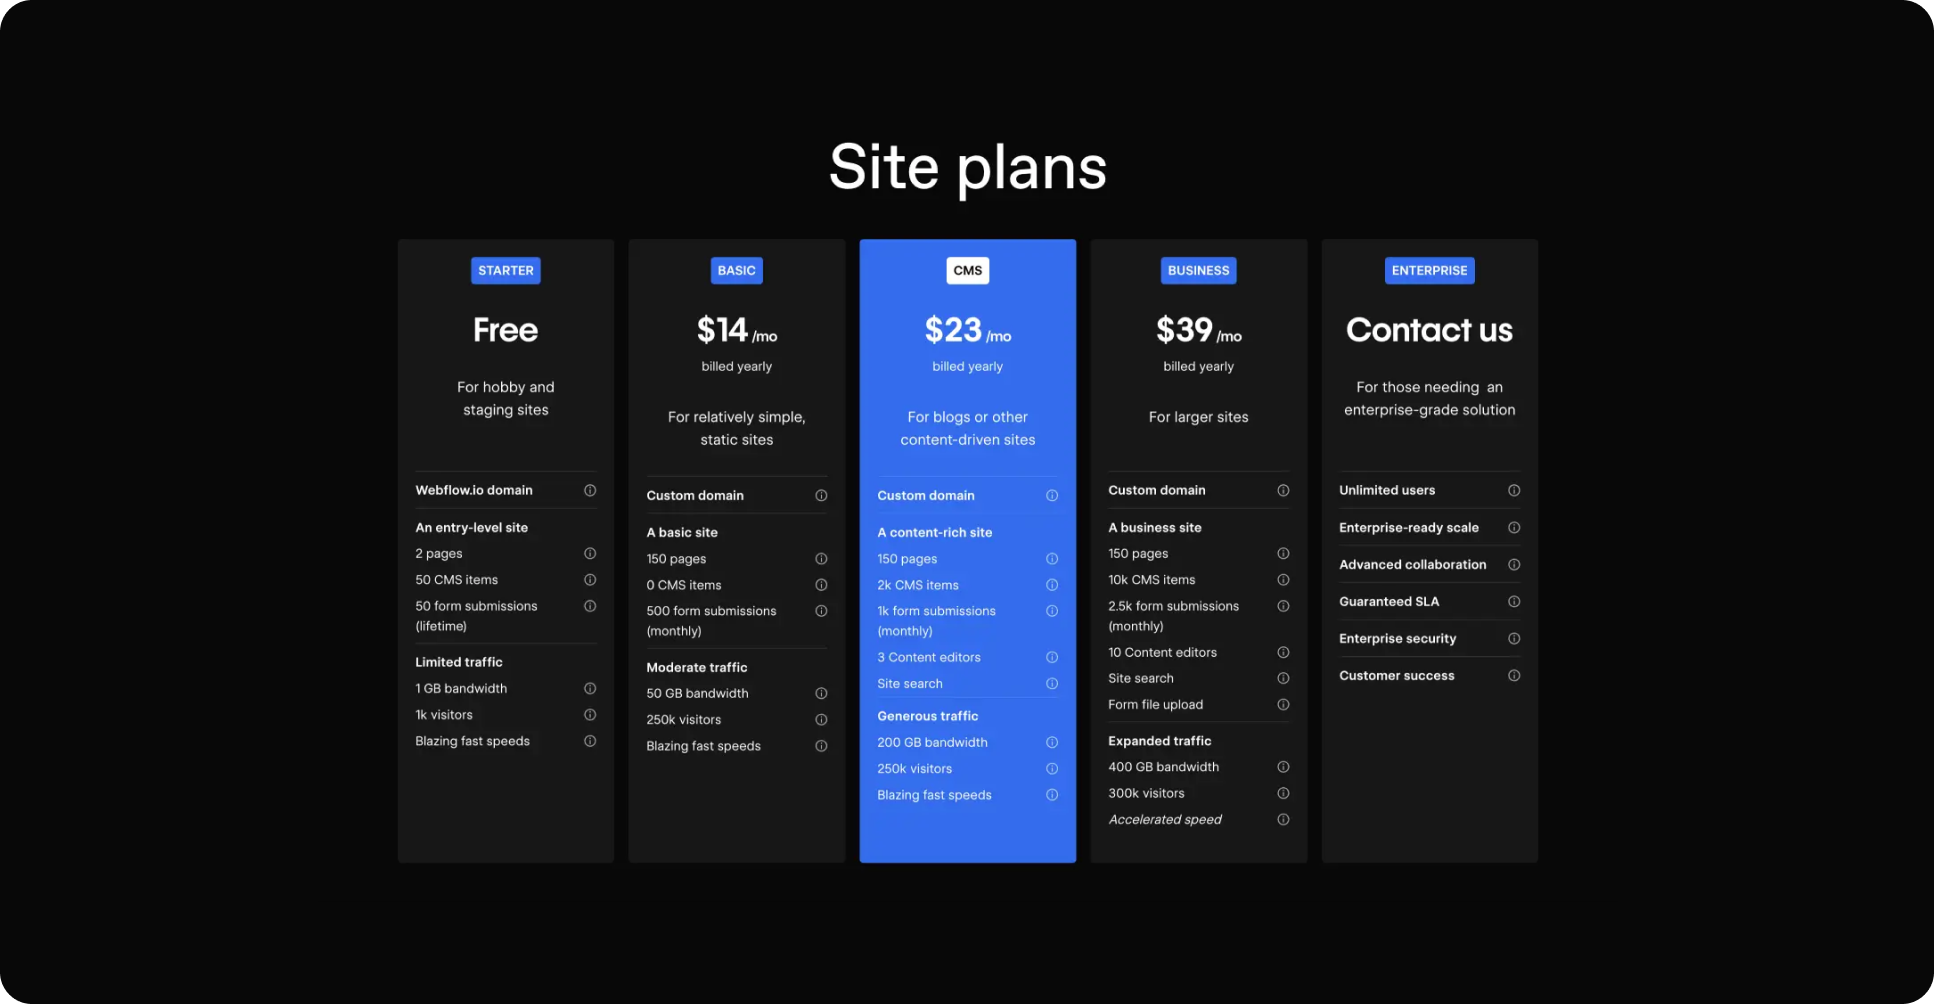 Site plans
STARTER
Free
For hobby and
staging sites
Webflow.io domain
An entry-level site
2 pages
50 CMS items
50 form submissions
(lifetime)
Limited traffic
1 GB bandwidth
1k visitors
Blazing fast speeds
BASIC
$14 /mo
billed yearly
For relatively simple,
static sites
Custom domain
A basic site
150 pages
0 CMS items
500 form submissions
(monthly)
Moderate traffic
50 GB bandwidth
250k visitors
Blazing fast speeds
CMS
$23 /mo
billed yearly
For blogs or other
content-driven sites
Custom domain
A content-rich site
150 pages
2k CMS items
1k form submissions
(monthly)
3 Content editors
Site search
Generous traffic
200 GB bandwidth
250k visitors
Blazing fast speeds
BUSINESS
$39 /mo
billed yearly
For larger sites
Custom domain
A business site
150 pages
10k CMS items
2.5k form submissions
(monthly)
10 Content editors
Site search
Form file upload
Expanded traffic
400 GB bandwidth
300k visitors
Accelerated speed
ENTERPRISE
Contact us
For those needing an
enterprise-grade solution
Unlimited users
Enterprise-ready scale
Advanced collaboration
Guaranteed SLA
Enterprise security
Customer success